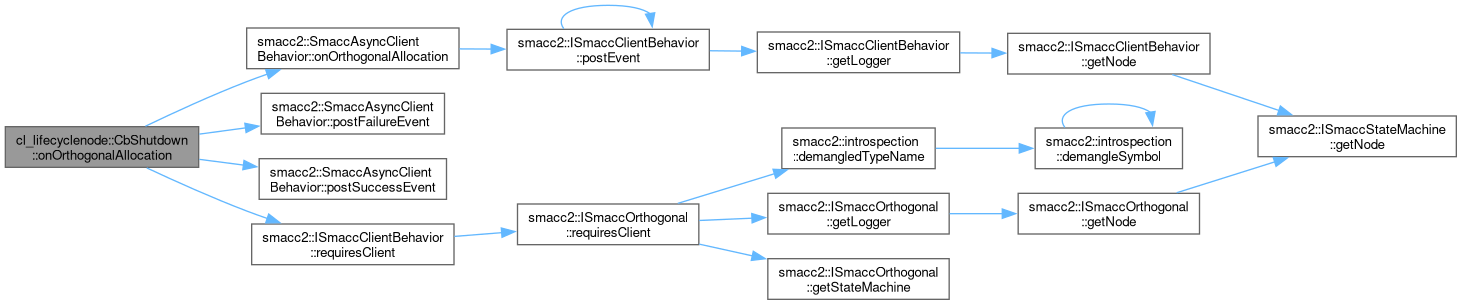 cl_lifecyclenode::CbShutdown
::onOrthogonalAllocation
smacc2::SmaccAsyncClient
Behavior::onOrthogonalAllocation
smacc2::ISmaccClientBehavior
::postEvent
smacc2::ISmaccClientBehavior
::getLogger
smacc2::ISmaccClientBehavior
::getNode
smacc2::ISmaccStateMachine
::getNode
smacc2::SmaccAsyncClient
Behavior::postFailureEvent
smacc2::SmaccAsyncClient
Behavior::postSuccessEvent
smacc2::ISmaccClientBehavior
::requiresClient
smacc2::ISmaccOrthogonal
::requiresClient
smacc2::introspection
::demangledTypeName
smacc2::introspection
::demangleSymbol
smacc2::ISmaccOrthogonal
::getLogger
smacc2::ISmaccOrthogonal
::getNode
smacc2::ISmaccOrthogonal
::getStateMachine